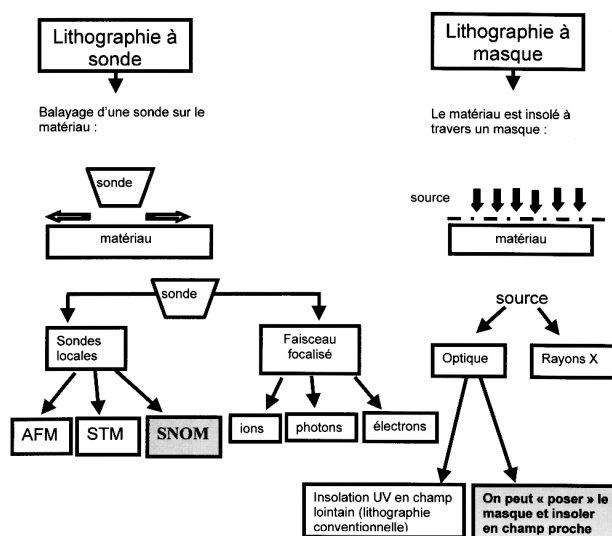 Lithographie à
sonde
Balayage d'une sonde sur le
matériau :
sonde
matériau
sonde
Sondes
locales
Faisceau
focalisé
AFM
STM
SNOM
ions
photons
électrons
Lithographie à
masque
Le matériau est insolé à
travers un masque :
source
matériau
source
Optique
Rayons X
Insolation UV en champ
lointain (lithographie
conventionnelle)
On peut « poser » le
masque et insoler
en champ proche